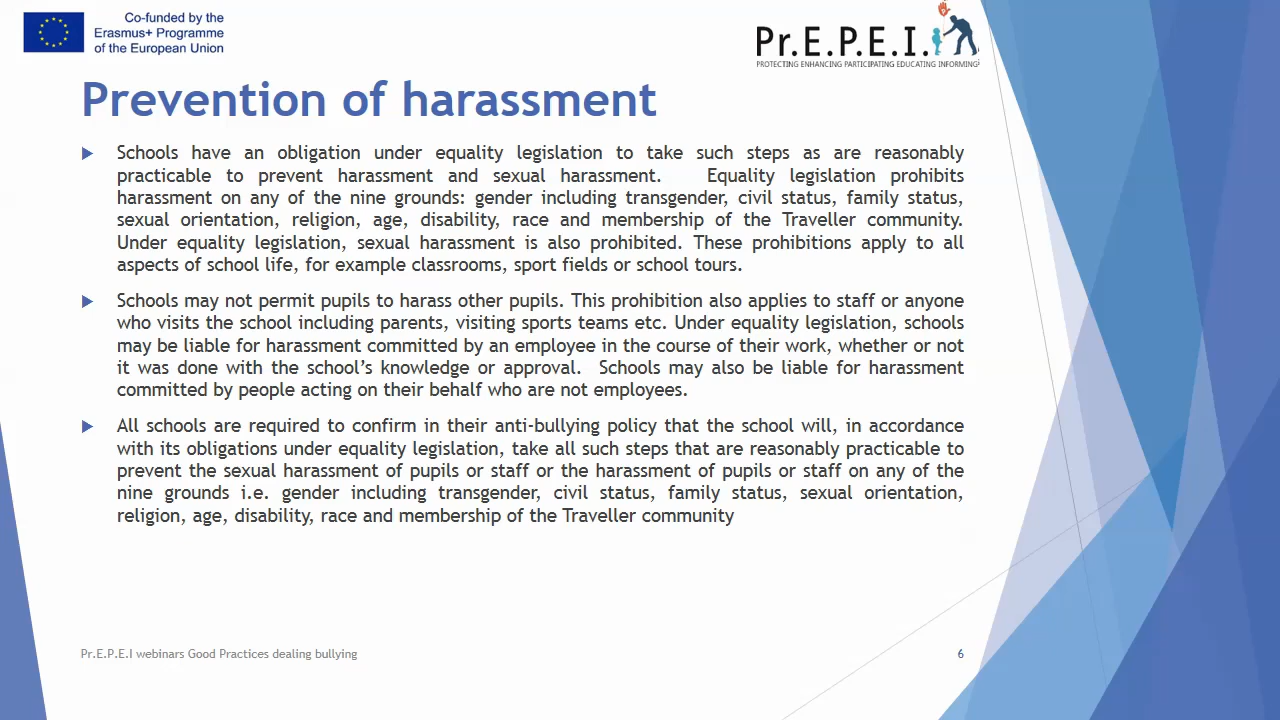 Co-funded by the
Erasmus+ Programme
of the European Union
Pr.E.P.E.I.
PROTECTING ENHANCING PARTICIPATING EDUCATING INFORMING
Prevention of harassment
Schools have an obligation under equality legislation to take such steps as are reasonably
practicable to prevent harassment and sexual harassment. Equality legislation prohibits
harassment on any of the nine grounds: gender including transgender, civil status, family status,
sexual orientation, religion, age, disability, race and membership of the Traveller community.
Under equality legislation, sexual harassment is also prohibited. These prohibitions apply to all
aspects of school life, for example classrooms, sport fields or school tours.
Schools may not permit pupils to harass other pupils. This prohibition also applies to staff or anyone
who visits the school including parents, visiting sports teams etc. Under equality legislation, schools
may be liable for harassment committed by an employee in the course of their work, whether or not
it was done with the school’s knowledge or approval. Schools may also be liable for harassment
committed by people acting on their behalf who are not employees.
All schools are required to confirm in their anti-bullying policy that the school will, in accordance
with its obligations under equality legislation, take all such steps that are reasonably practicable to
prevent the sexual harassment of pupils or staff or the harassment of pupils or staff on any of the
nine grounds i.e. gender including transgender, civil status, family status, sexual orientation,
religion, age, disability, race and membership of the Traveller community
Pr.E.P.E.I webinars Good Practices dealing bullying
6